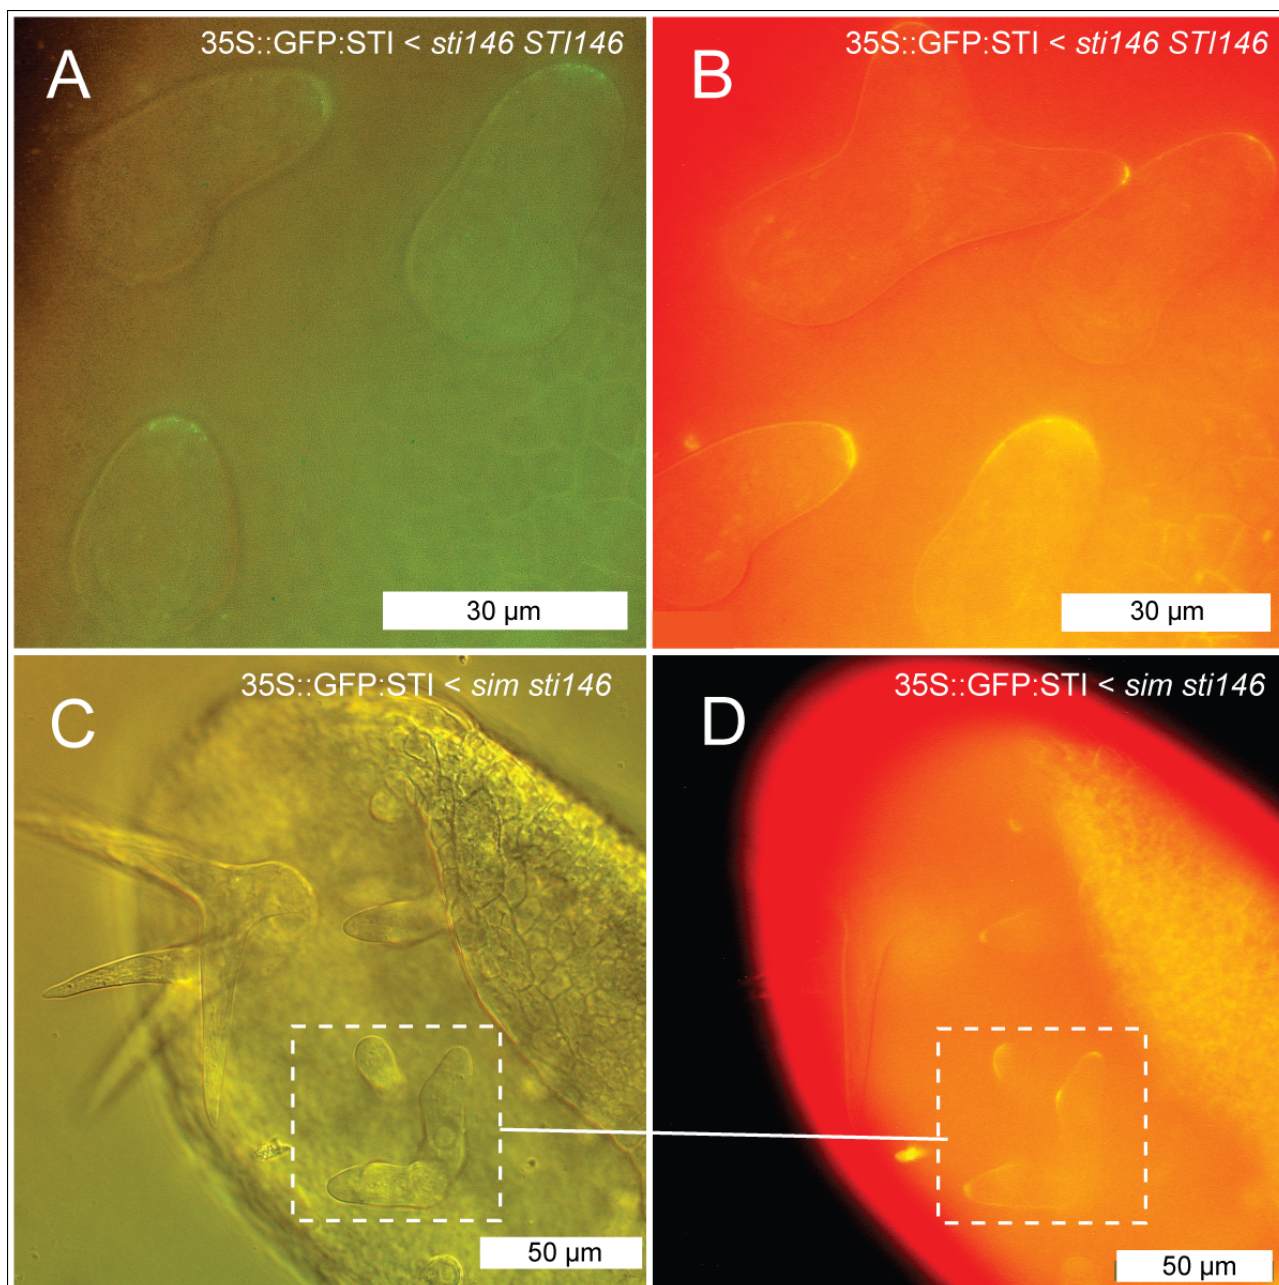 A
35S::GFP:STI < sti146 STI146
30 µm
B
35S::GFP:STI < sti146 STI146
30 µm
C
35S::GFP:STI < sim sti146
50 µm
D
35S::GFP:STI < sim sti146
50 µm